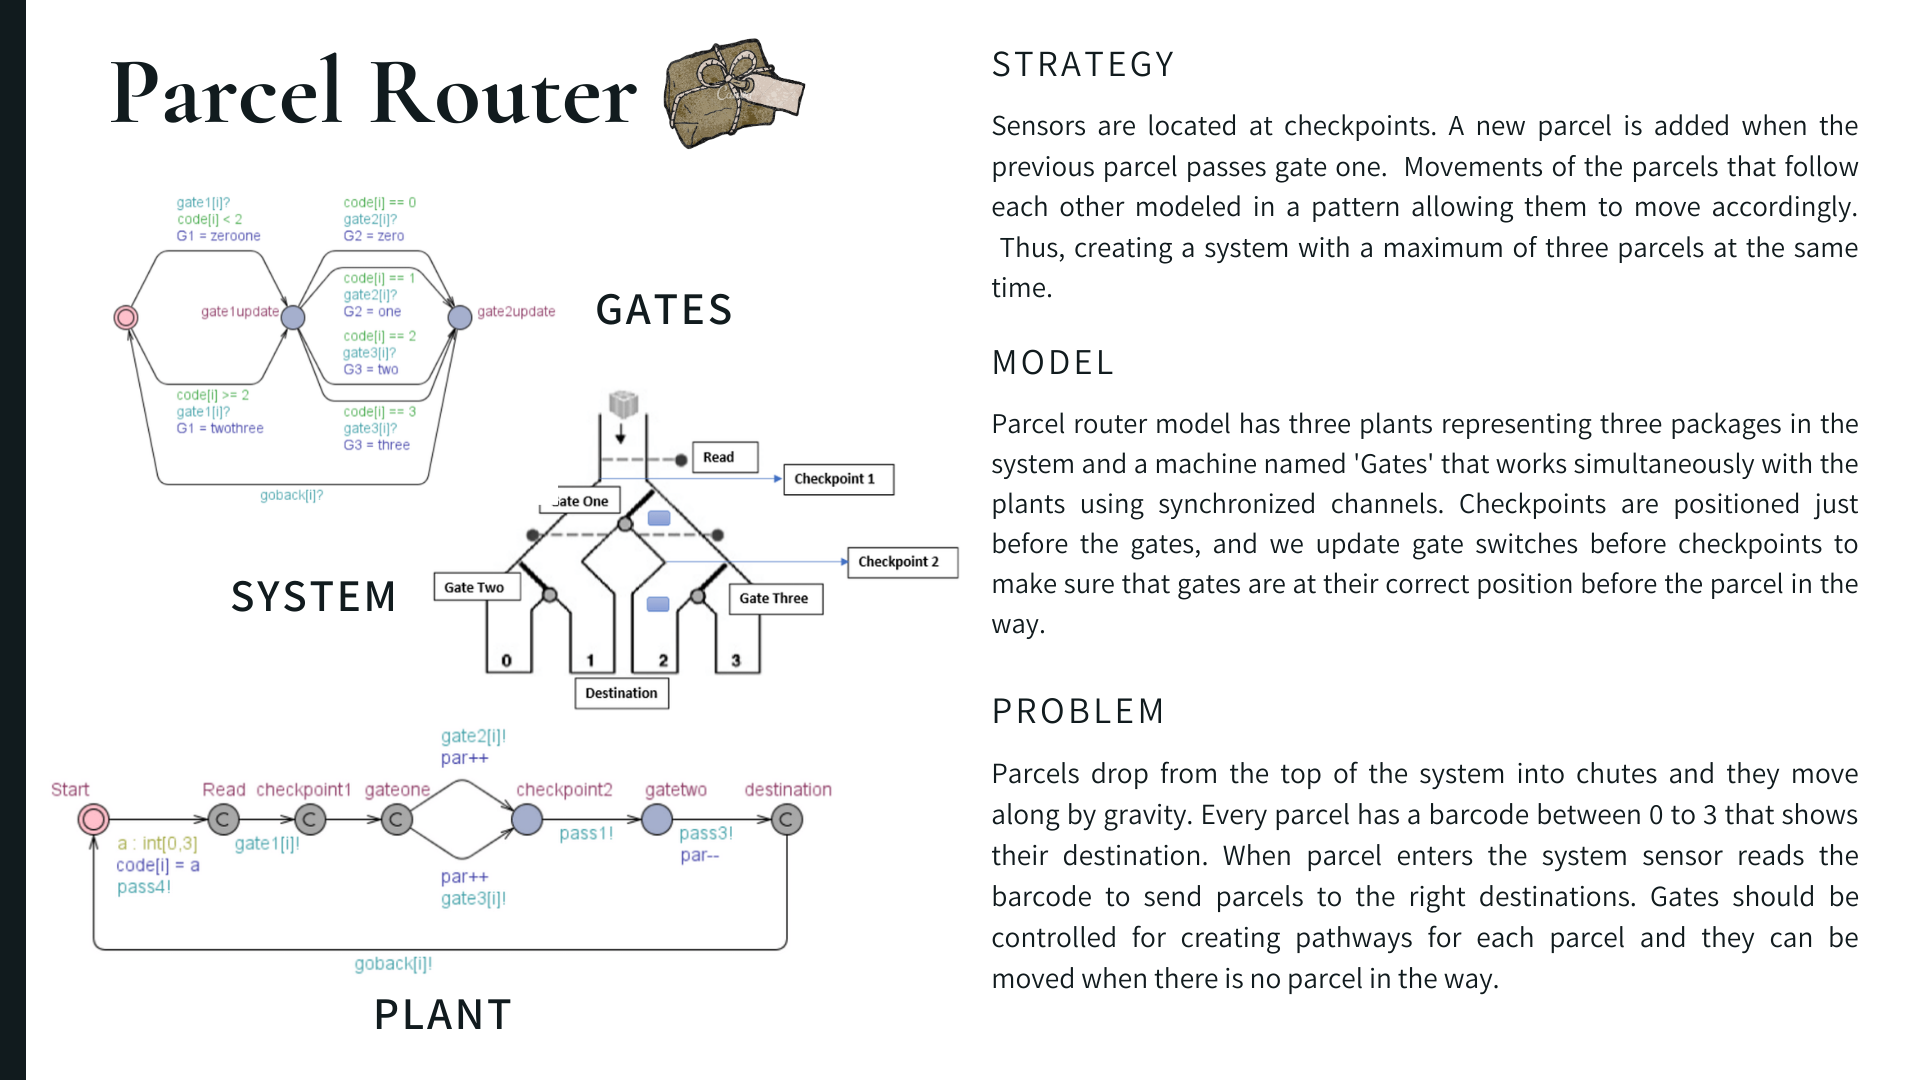 Parcel Router
gate1[i]?
code[i] < 2
G1 = zeroone
code[i] == 0
gate2[i]?
G2 = zero
code[i] == 1
gate2[i]?
G2 = one
gate1update
gate2update
code[i] == 2
gate3[i]?
G3 = two
code[i] >= 2
gate1[i]?
G1 = twothree
code[i] == 3
gate3[i]?
G3 = three
goback[i]?
GATES
Read
Checkpoint 1
ate One
Checkpoint 2
Gate Two
Gate Three
0 1 2 3
Destination
SYSTEM
gate2[i]!
par++
Start
Read
checkpoint1
gateone
checkpoint2
gatetwo
destination
C C C C
a : int[0,3]
code[i] = a
pass4!
gate1[i]!
pass1!
pass3!
par--
par++
gate3[i]!
goback[i]!
PLANT
STRATEGY
Sensors are located at checkpoints. A new parcel is added when the
previous parcel passes gate one. Movements of the parcels that follow
each other modeled in a pattern allowing them to move accordingly.
Thus, creating a system with a maximum of three parcels at the same
time.
MODEL
Parcel router model has three plants representing three packages in the
system and a machine named 'Gates' that works simultaneously with the
plants using synchronized channels. Checkpoints are positioned just
before the gates, and we update gate switches before checkpoints to
make sure that gates are at their correct position before the parcel in the
way.
PROBLEM
Parcels drop from the top of the system into chutes and they move
along by gravity. Every parcel has a barcode between 0 to 3 that shows
their destination. When parcel enters the system sensor reads the
barcode to send parcels to the right destinations. Gates should be
controlled for creating pathways for each parcel and they can be
moved when there is no parcel in the way.